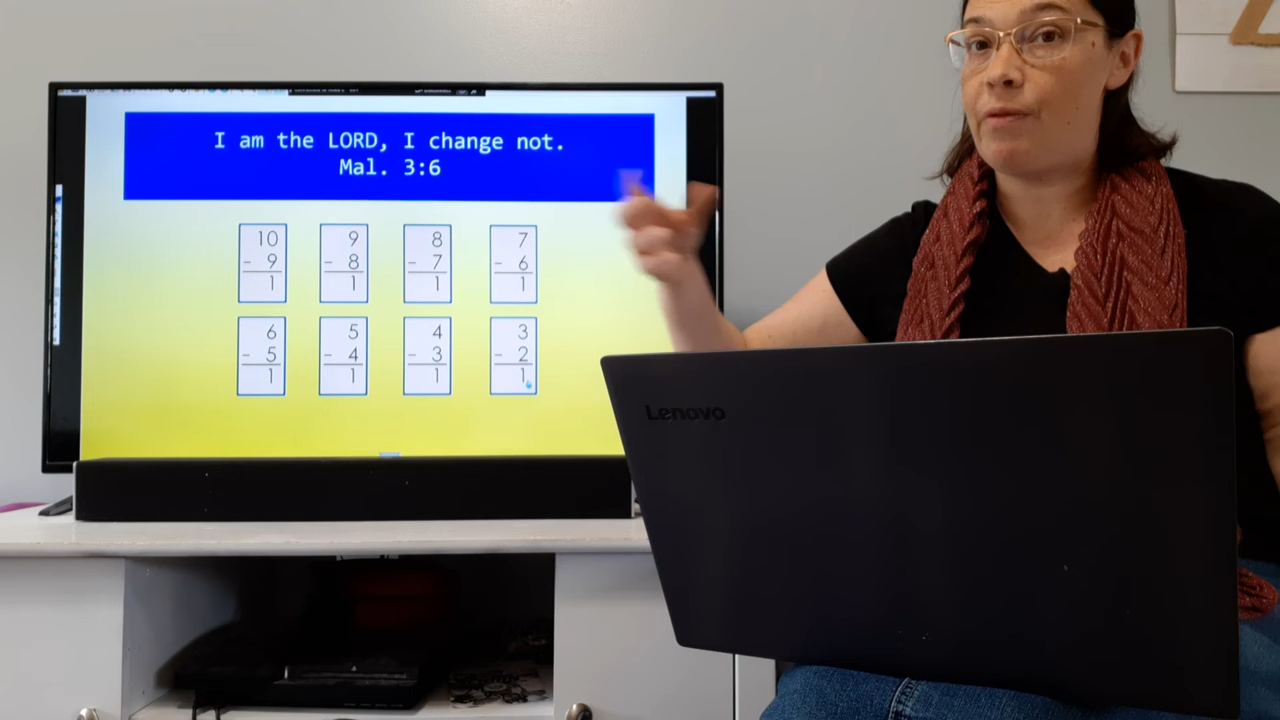 I am the LORD, I change not.
Mal. 3:6
10 9 8 7
- 9 - 8 - 7 - 6
1 1 1 1
6 5 4 3
- 5 - 4 - 3 - 2
1 1 1 1
Lenovo